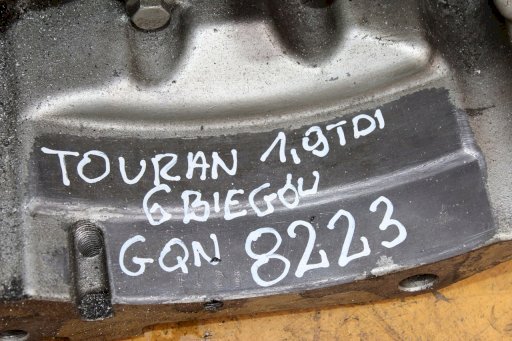 TOURAN 1,9TDI
6 BIEGÓW
GQN 8223